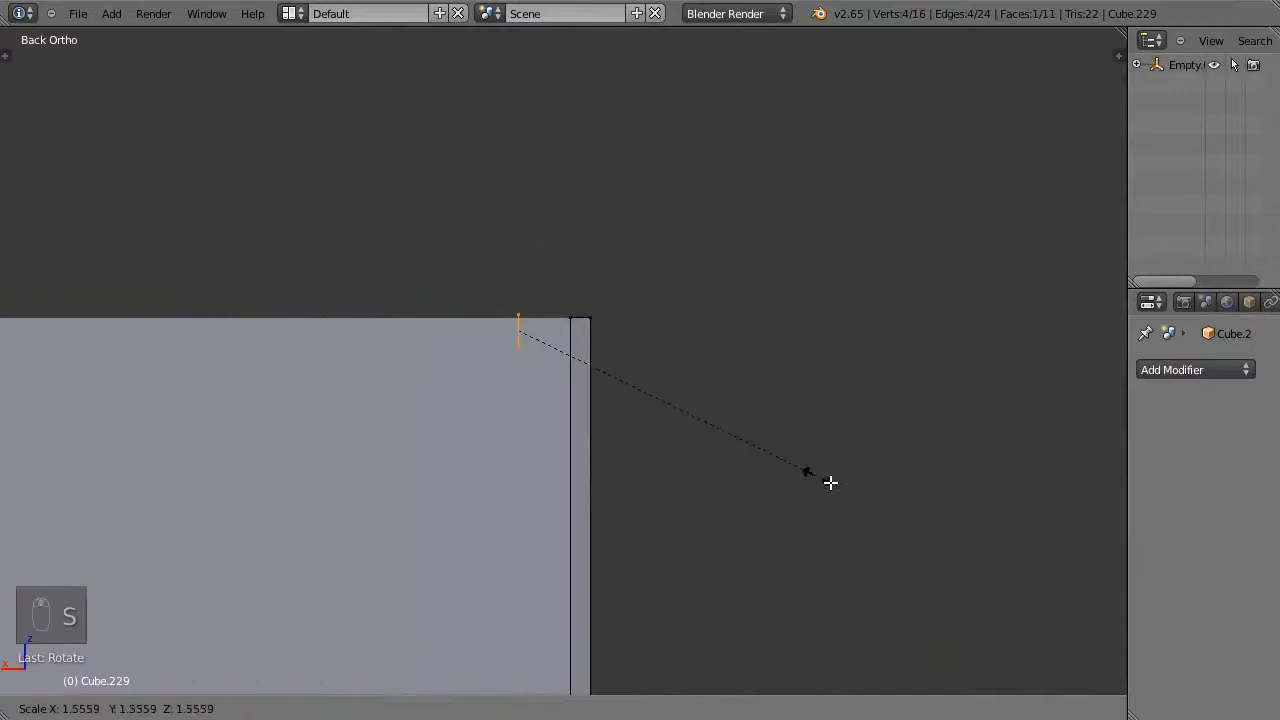 File Add Render Window Help Default Scene Blender Render v2.65 | Verts:4/16 | Edges:4/24 | Faces:1/11 | Tris:22 | Cube.229
Back Ortho
View Search
Empty.
Cube.2
Add Modifier
S
z
Last: Rotate
x
(0) Cube.229
Scale X: 1.5559 Y: 1.3559 Z: 1.5559